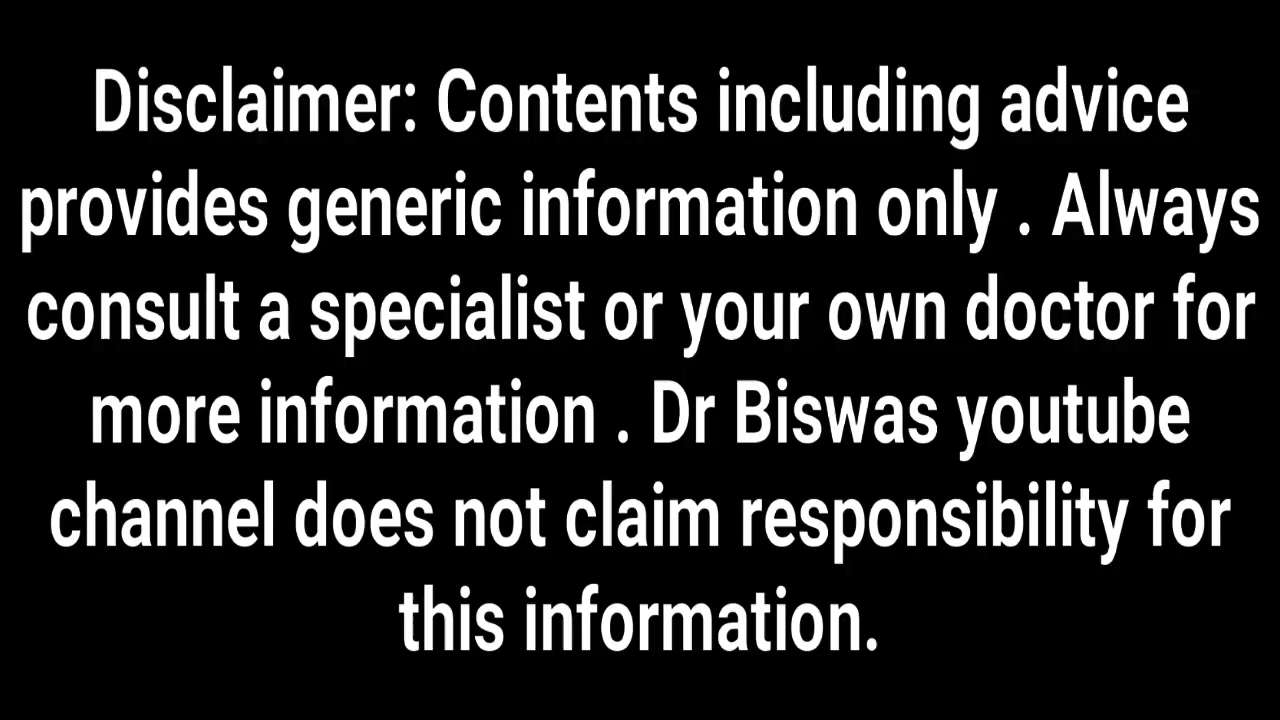 Disclaimer: Contents including advice
provides generic information only . Always
consult a specialist or your own doctor for
more information . Dr Biswas youtube
channel does not claim responsibility for
this information.